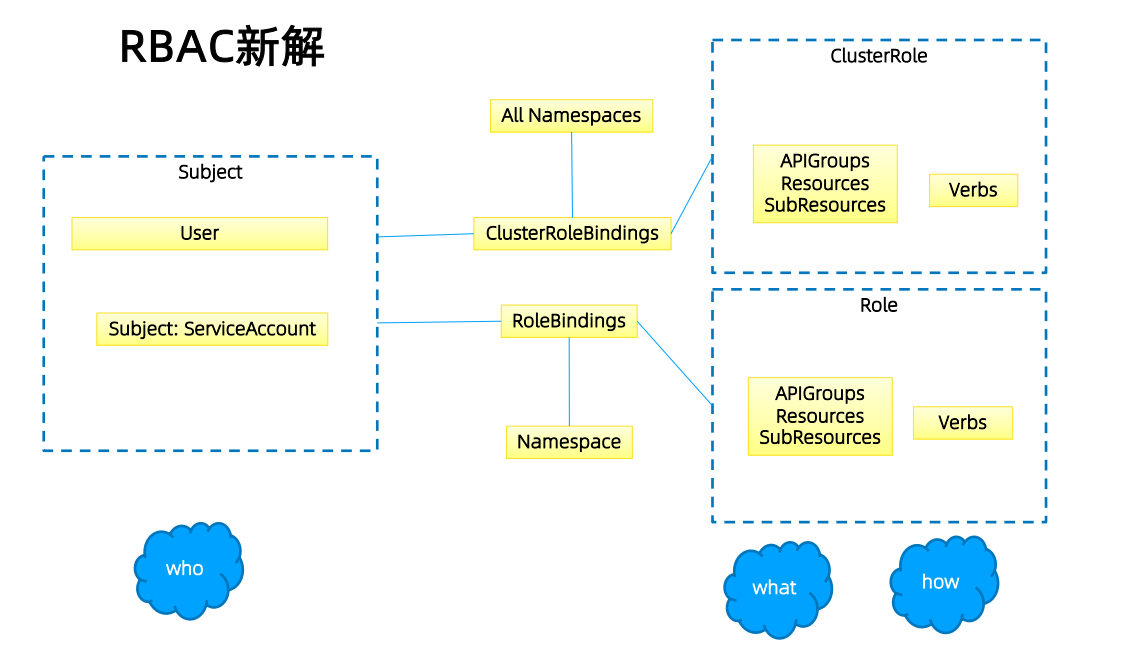 RBAC新解
Subject
User
Subject: ServiceAccount
All Namespaces
ClusterRoleBindings
RoleBindings
Namespace
ClusterRole
APIGroups
Resources
SubResources
Verbs
Role
APIGroups
Resources
SubResources
Verbs
who
what
how